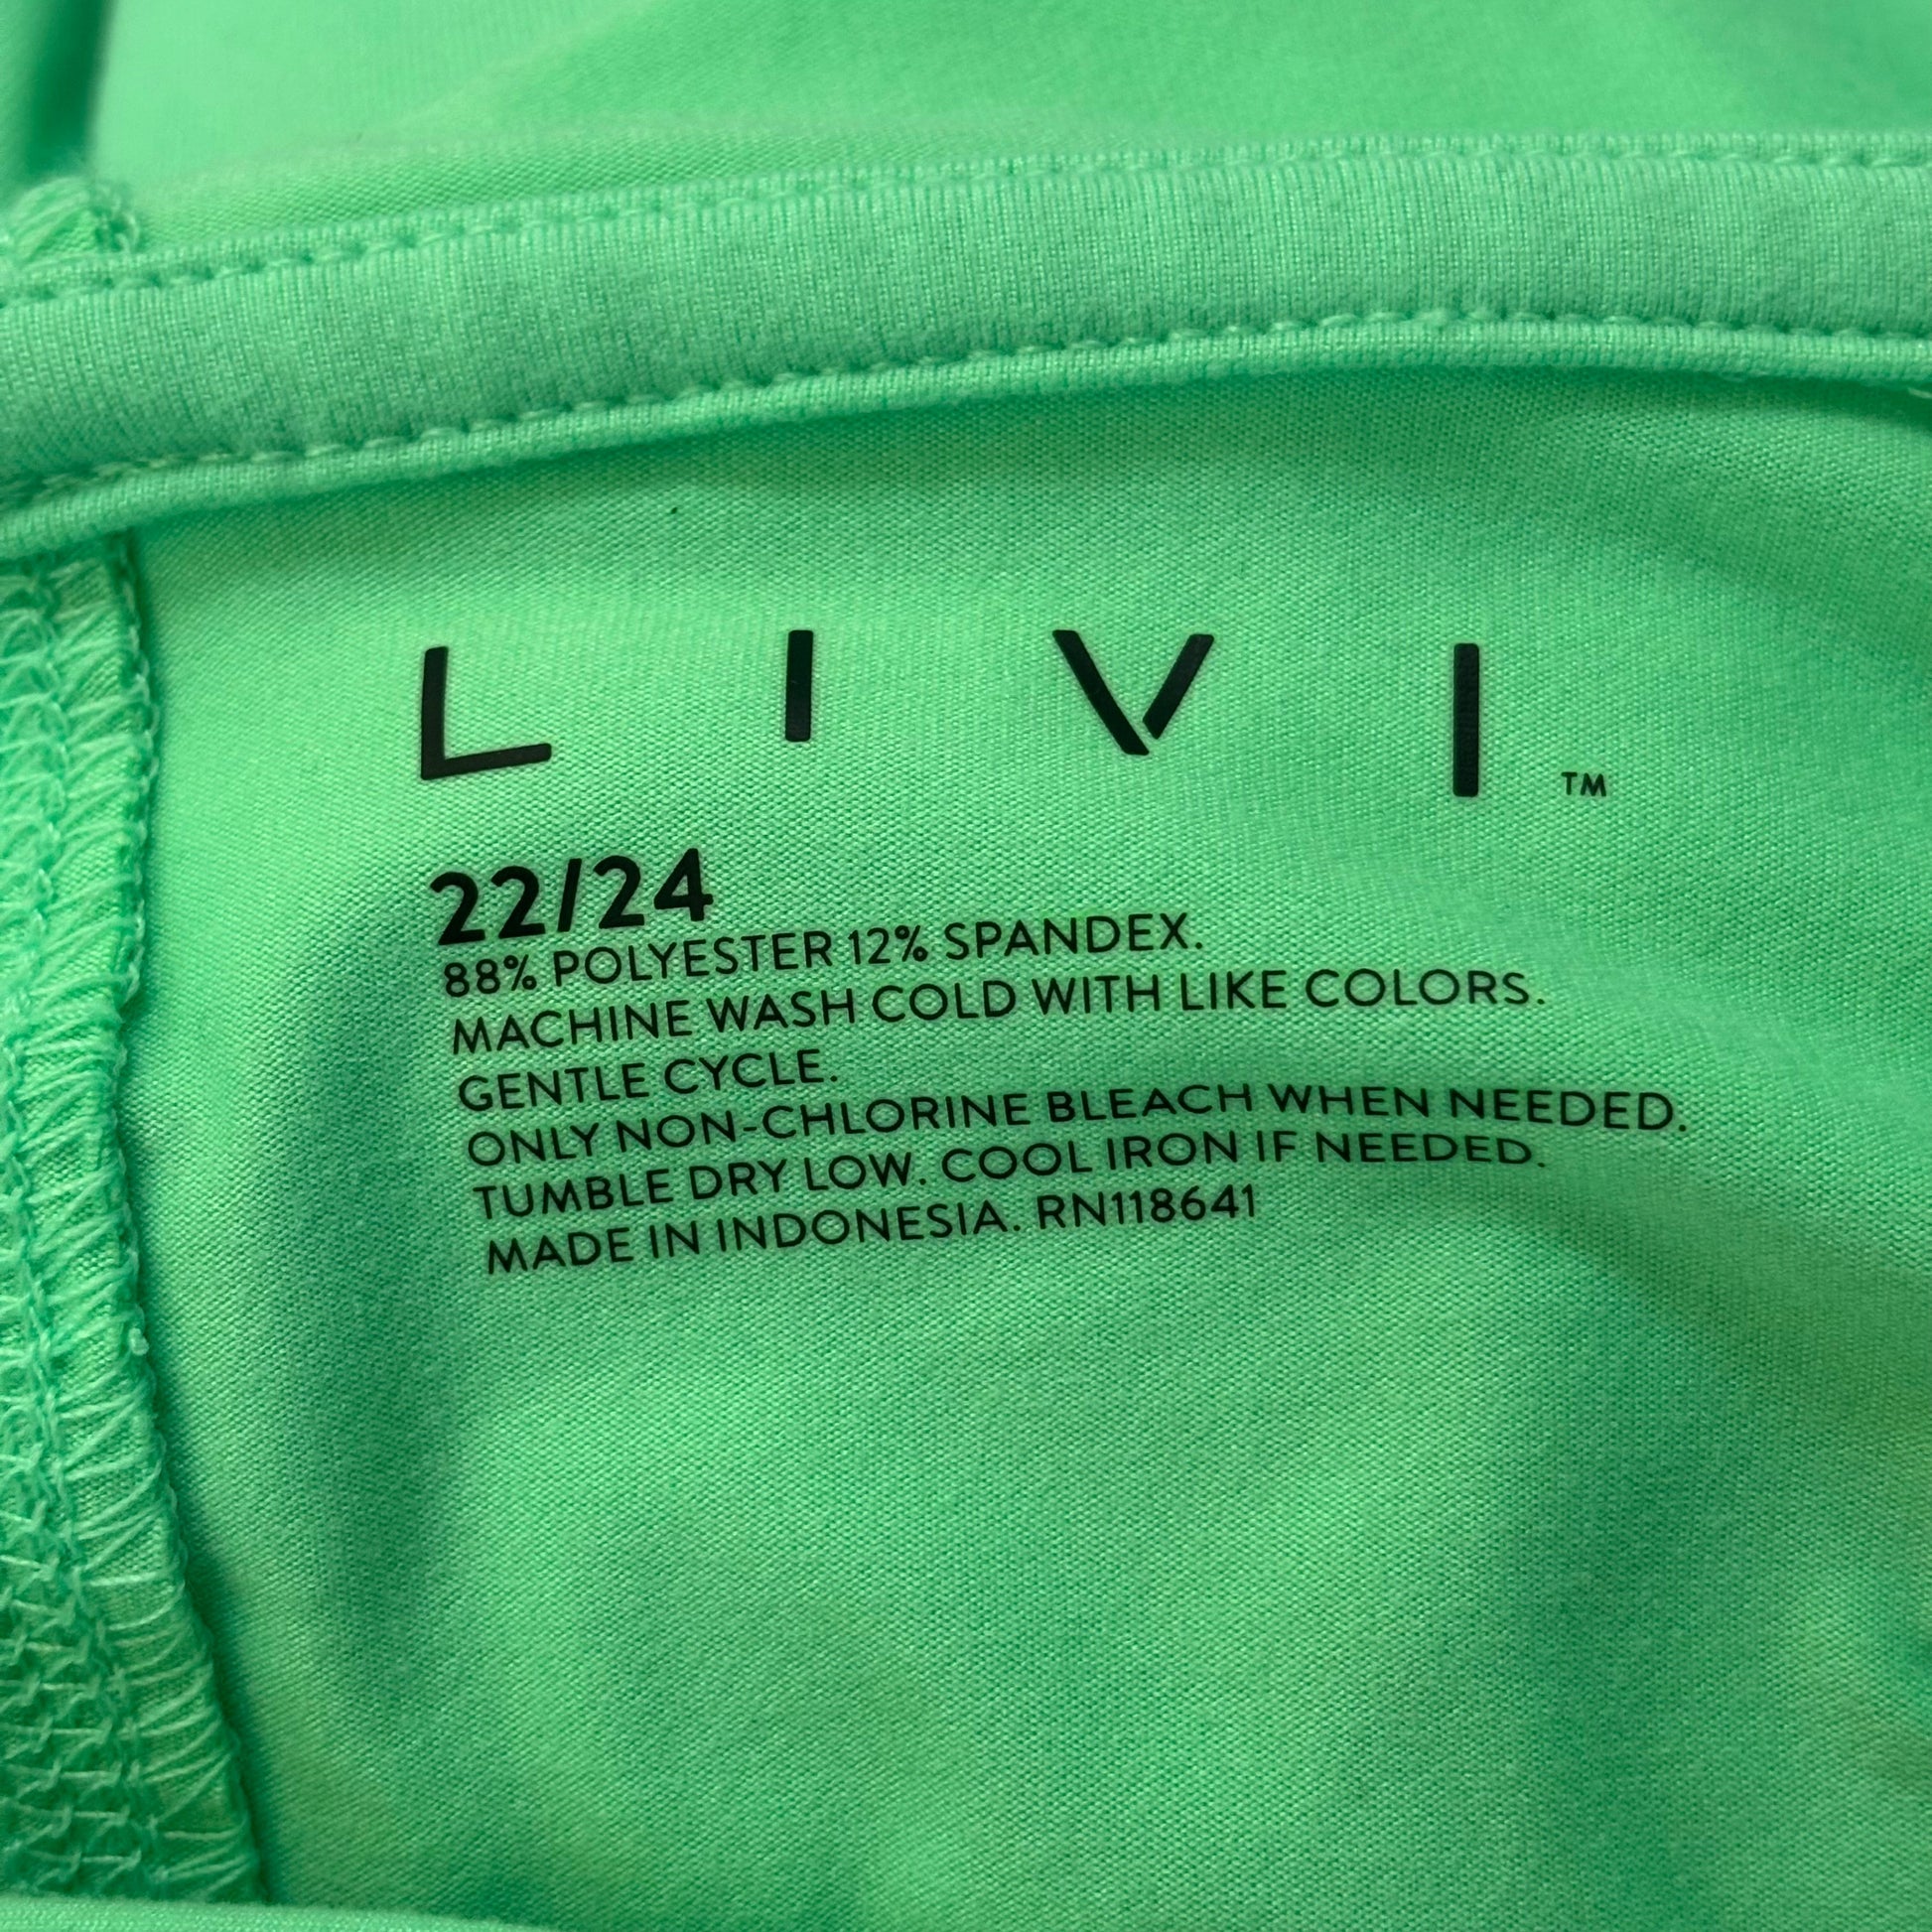 LIVI™
22/24
88% POLYESTER 12% SPANDEX.
MACHINE WASH COLD WITH LIKE COLORS.
GENTLE CYCLE.
ONLY NON-CHLORINE BLEACH WHEN NEEDED.
TUMBLE DRY LOW. COOL IRON IF NEEDED.
MADE IN INDONESIA. RN118641